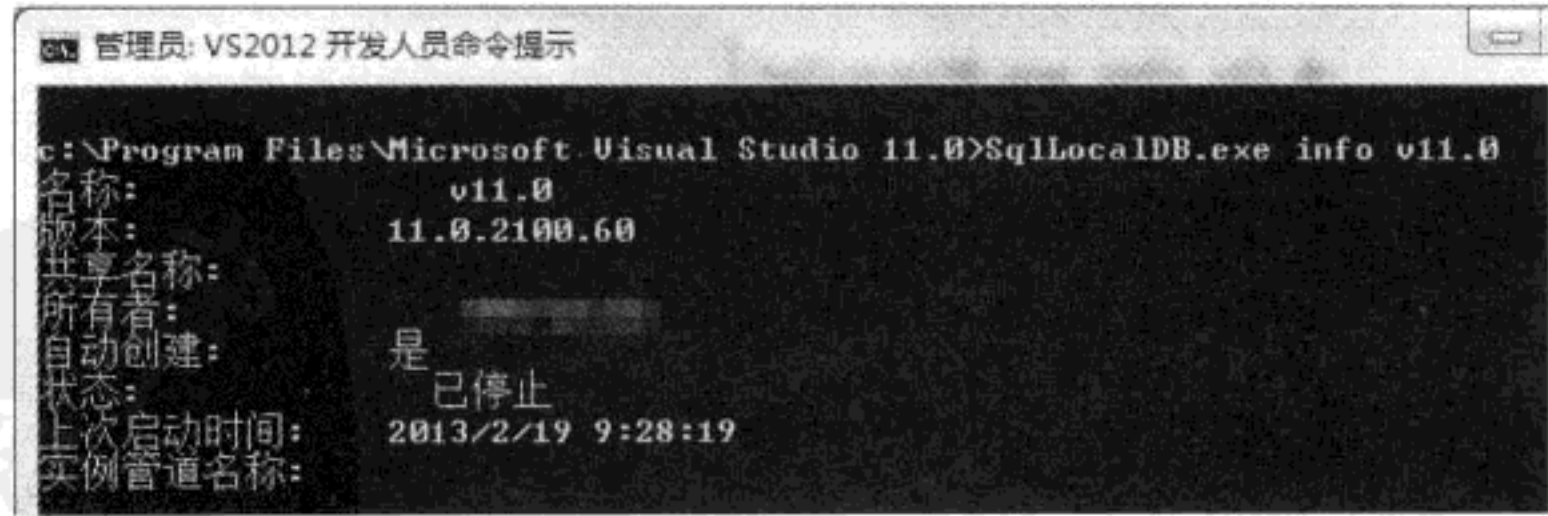 管理员: VS2012 开发人员命令提示
c:\Program Files\Microsoft Visual Studio 11.0>SqlLocalDB.exe info v11.0
名称: v11.0
版本: 11.0.2100.60
共享名称:
所有者:
自动创建: 是
状态: 已停止
上次启动时间: 2013/2/19 9:28:19
实例管道名称: